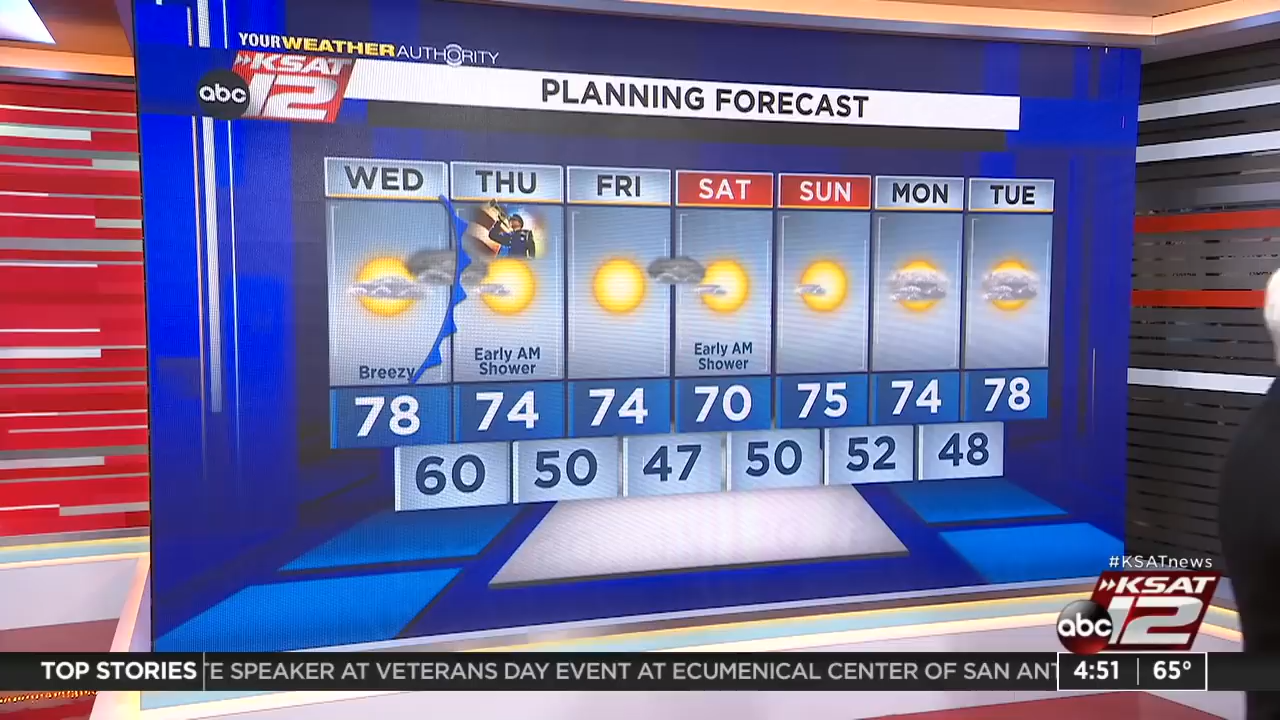 YOURWEATHERAUTHORITY
abc »KSAT 12
PLANNING FORECAST
WED THU FRI SAT SUN MON TUE
Breezy
Early AM
Shower
Early AM
Shower
78 74 74 70 75 74 78
60 50 47 50 52 48
#KSATnews
abc »KSAT 12
TOP STORIES E SPEAKER AT VETERANS DAY EVENT AT ECUMENICAL CENTER OF SAN ANT 4:51 65°